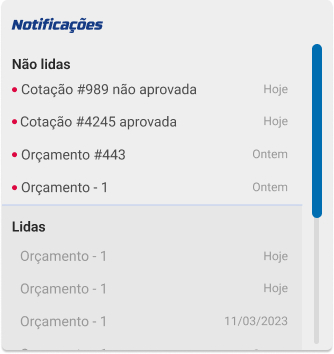 Notificações
Não lidas
Cotação #989 não aprovada Hoje
Cotação #4245 aprovada Hoje
Orçamento #443 Ontem
Orçamento - 1 Ontem
Lidas
Orçamento - 1 Hoje
Orçamento - 1 Hoje
Orçamento - 1 11/03/2023